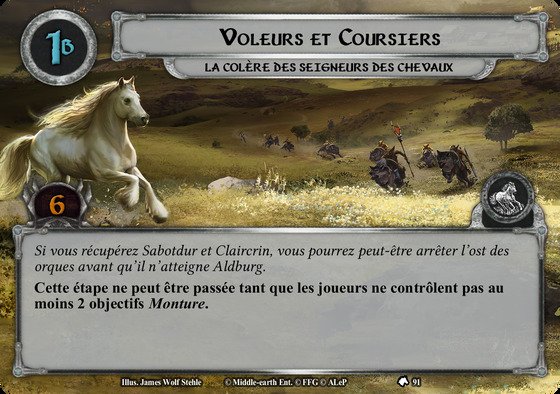 1B
Voleurs et Coursiers
La colère des seigneurs des chevaux
6
Si vous récupérez Sabotdur et Claircrin, vous pourrez peut-être arrêter l'ost des
orques avant qu'il n'atteigne Aldburg.
Cette étape ne peut être passée tant que les joueurs ne contrôlent pas au
moins 2 objectifs Monture.
Illus. James Wolf Stehle © Middle-earth Ent. © FFG © ALeP 91